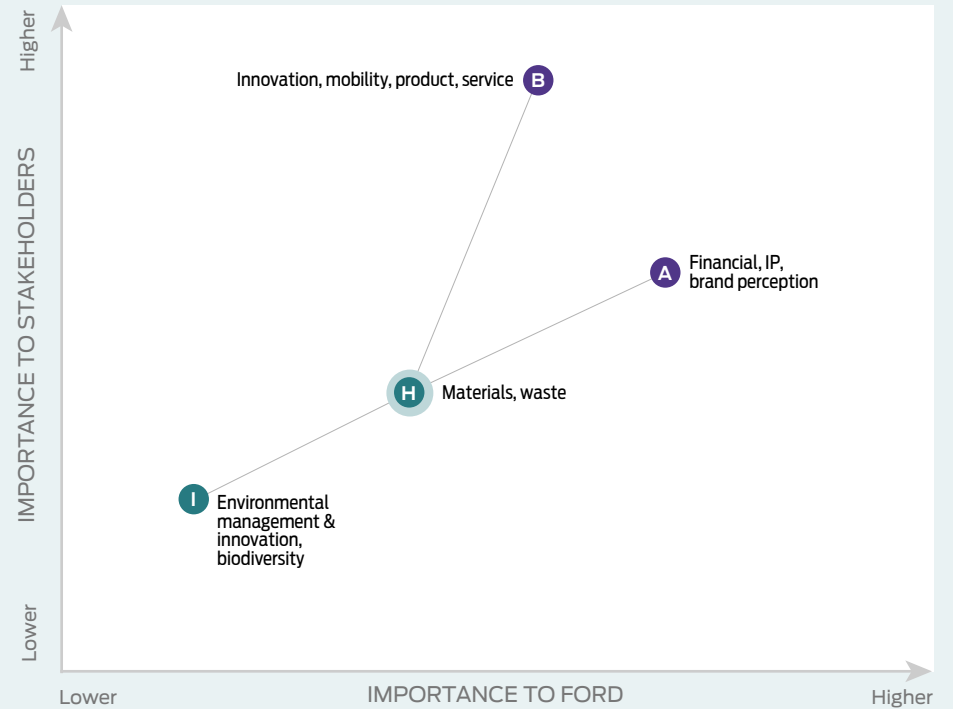 Higher
IMPORTANCE TO STAKEHOLDERS
Lower
Innovation, mobility, product, service
B
A
Financial, IP,
brand perception
H
Materials, waste
I
Environmental
management &
innovation,
biodiversity
Lower
IMPORTANCE TO FORD
Higher